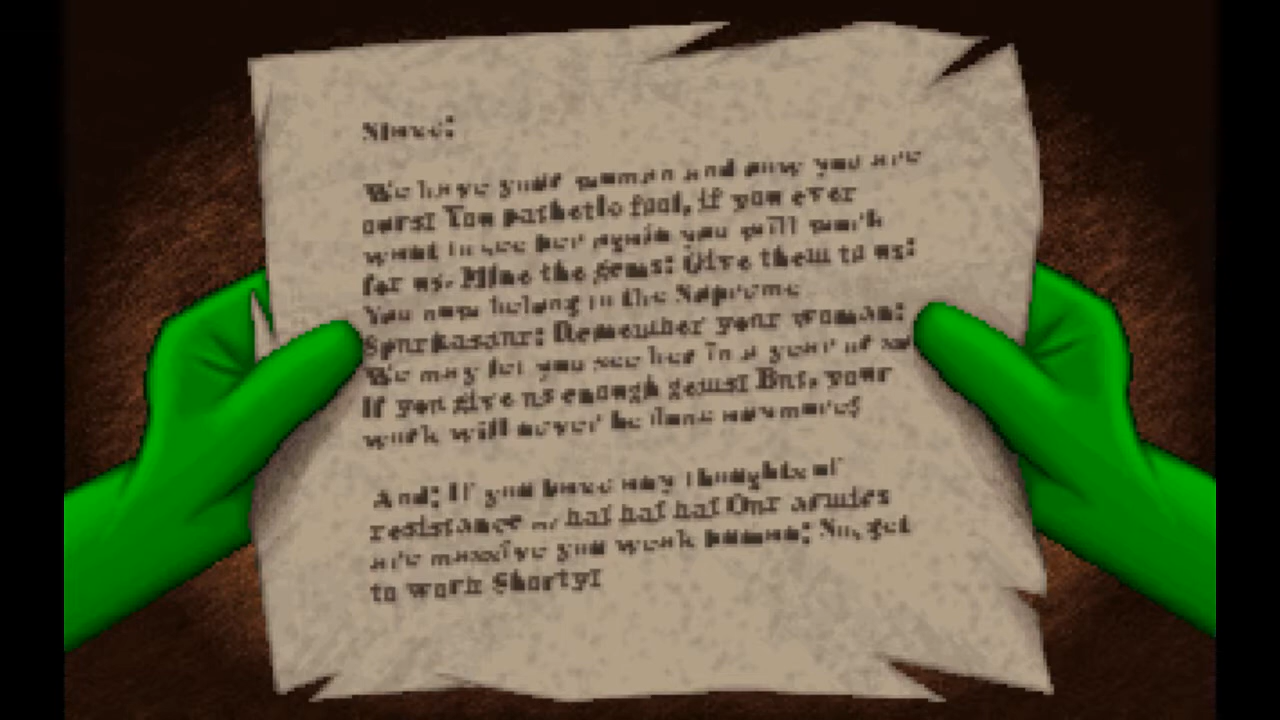 Slave:
We have your woman and now you are
ours! You pathetic fool, if you ever
want to see her again you will work
for us. Mine the gems! Give them to us!
You now belong to the Supreme
Remember your woman!
We may let you see her in a year or so
If you give us enough gems! But, your
work will never be done
And! If you have any thoughts of
resistance ... ha! ha! ha! Our armies
are massive you weak human! So, get
to work Shorty!